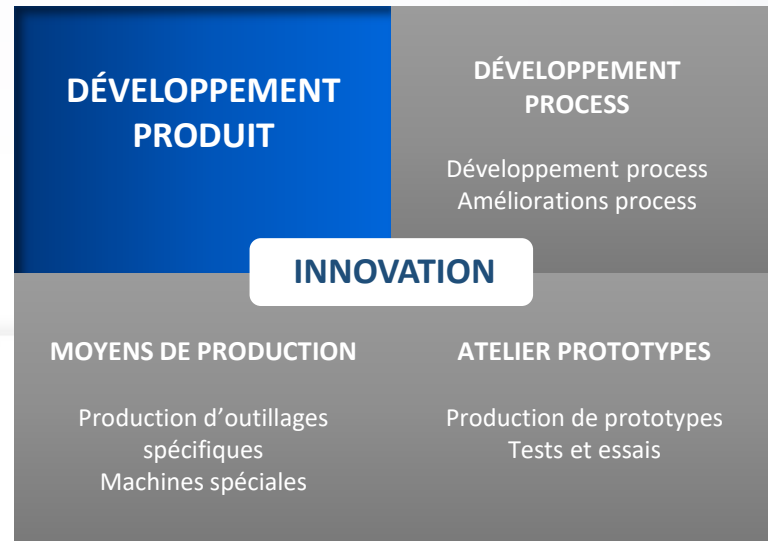 DÉVELOPPEMENT
PRODUIT
DÉVELOPPEMENT
PROCESS
Développement process
Améliorations process
INNOVATION
MOYENS DE PRODUCTION
Production d’outillages
spécifiques
Machines spéciales
ATELIER PROTOTYPES
Production de prototypes
Tests et essais